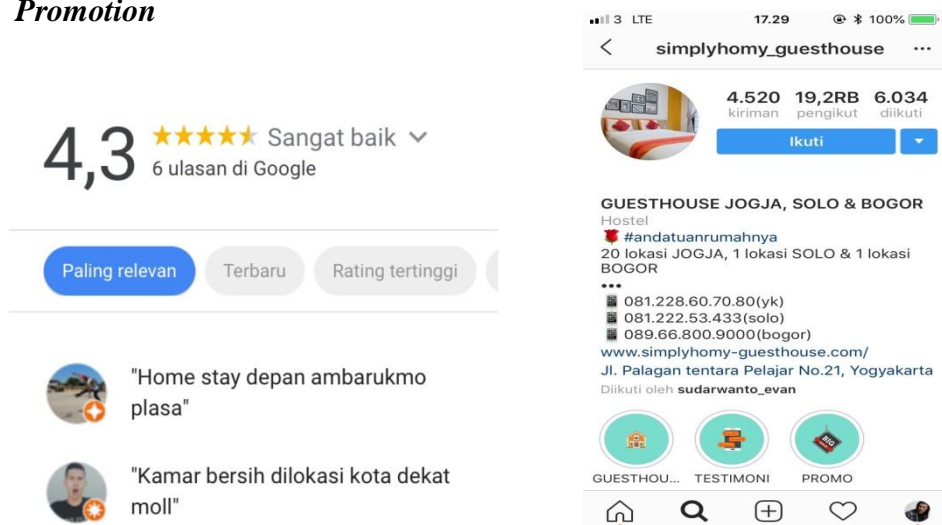 Promotion
4,3
Sangat baik
6 ulasan di Google
Paling relevan
Terbaru
Rating tertinggi
"Home stay depan ambarukmo
plasa"
"Kamar bersih dilokasi kota dekat
moll"
3 LTE 17.29 100%
simplyhomy_guesthouse
4.520 19,2RB 6.034
kiriman pengikut diikuti
Ikuti
GUESTHOUSE JOGJA, SOLO & BOGOR
Hostel
#andatuanrumahnya
20 lokasi JOGJA, 1 lokasi SOLO & 1 lokasi
BOGOR
•••
081.228.60.70.80(yk)
081.222.53.433(solo)
089.66.800.9000(bogor)
www.simplyhomy-guesthouse.com/
Jl. Palagan tentara Pelajar No.21, Yogyakarta
Diikuti oleh sudarwanto_evan
BIG
GUESTHOU... TESTIMONI PROMO